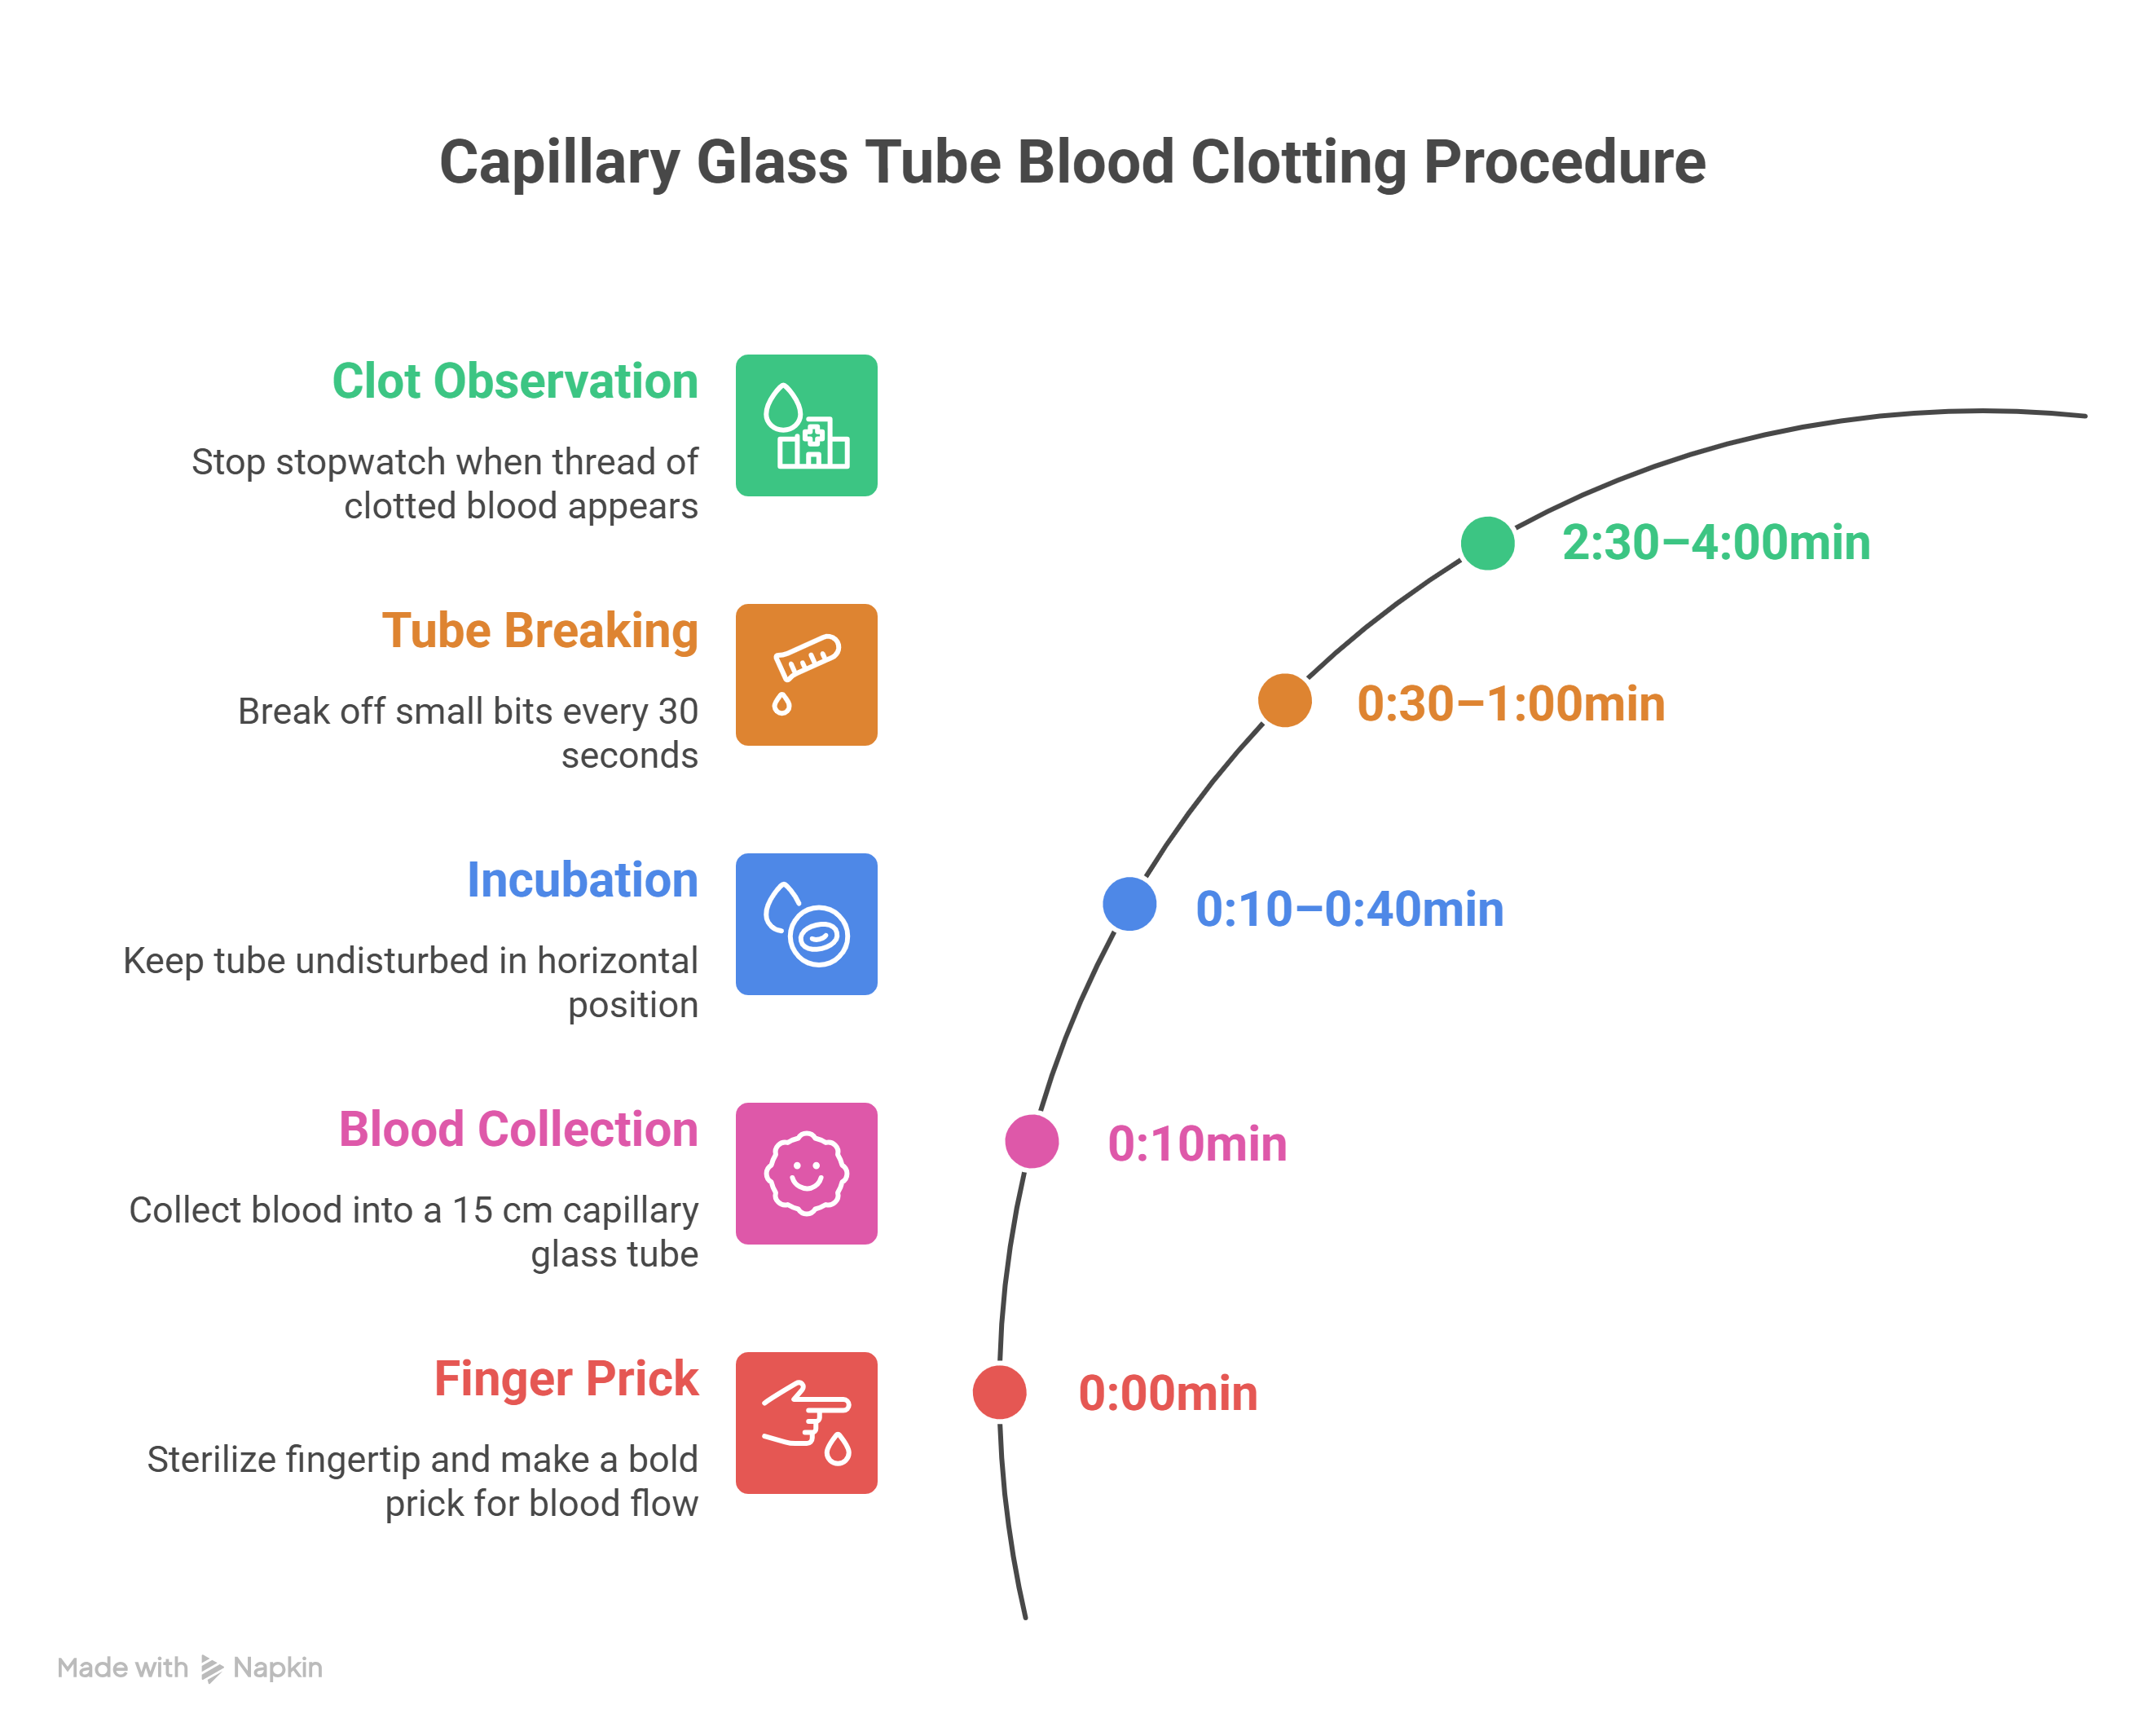 Capillary Glass Tube Blood Clotting Procedure
Clot Observation
Stop stopwatch when thread of
clotted blood appears
2:30–4:00min
Tube Breaking
Break off small bits every 30
seconds
0:30–1:00min
Incubation
Keep tube undisturbed in horizontal
position
0:10–0:40min
Blood Collection
Collect blood into a 15 cm capillary
glass tube
0:10min
Finger Prick
Sterilize fingertip and make a bold
prick for blood flow
0:00min
Made with Napkin